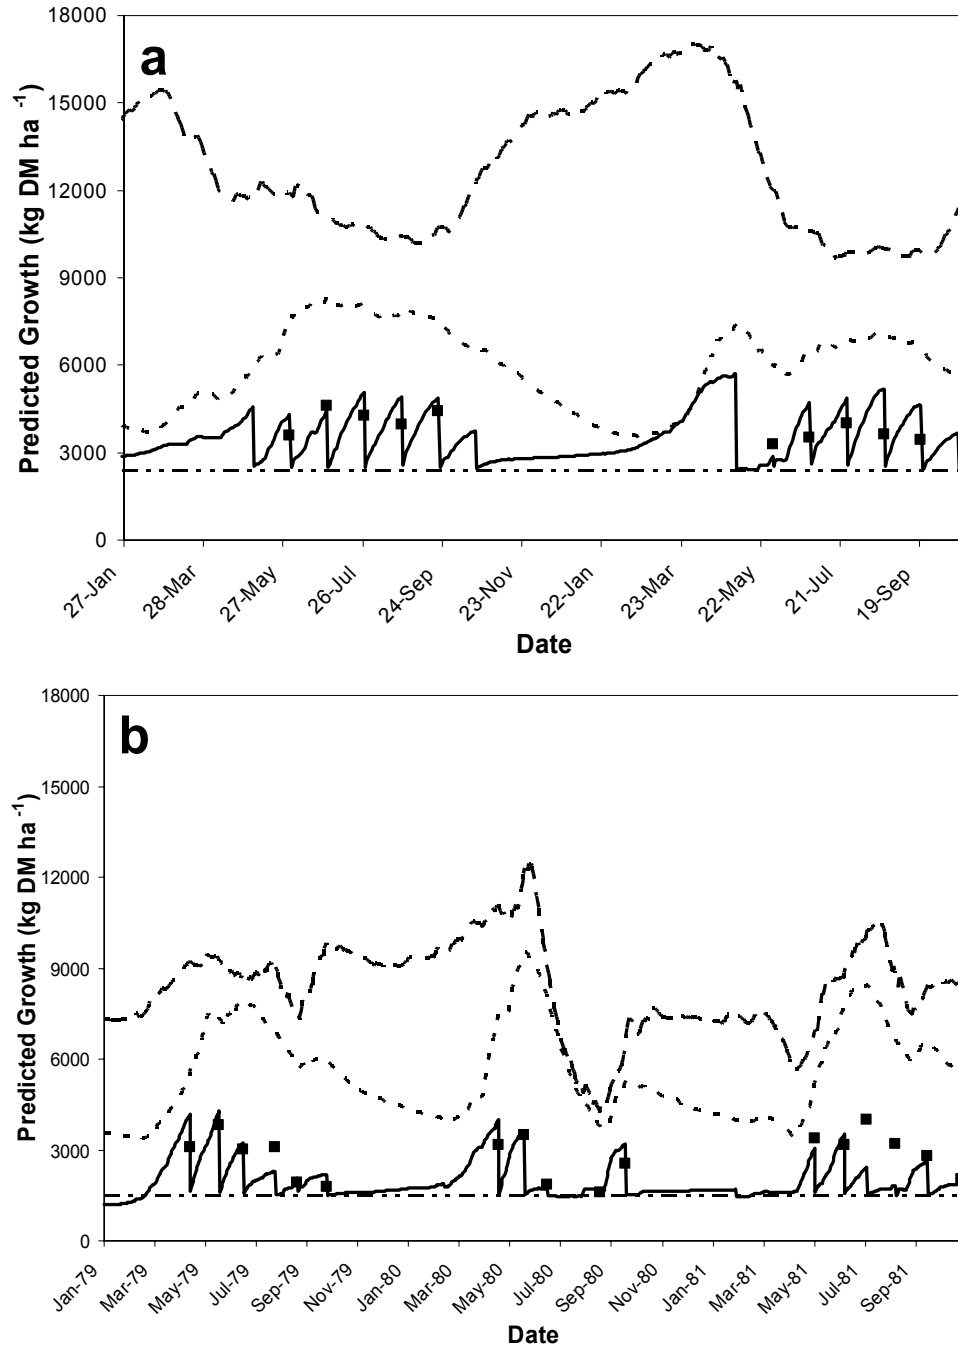 a
18000
15000
12000
9000
6000
3000
0
Predicted Growth (kg DM ha -1)
27-Jan
28-Mar
27-May
26-Jul
24-Sep
23-Nov
22-Jan
23-Mar
22-May
21-Jul
19-Sep
Date
b
18000
15000
12000
9000
6000
3000
0
Predicted Growth (kg DM ha -1)
Jan-79
Mar-79
May-79
Jul-79
Sep-79
Nov-79
Jan-80
Mar-80
May-80
Jul-80
Sep-80
Nov-80
Jan-81
Mar-81
May-81
Jul-81
Sep-81
Date